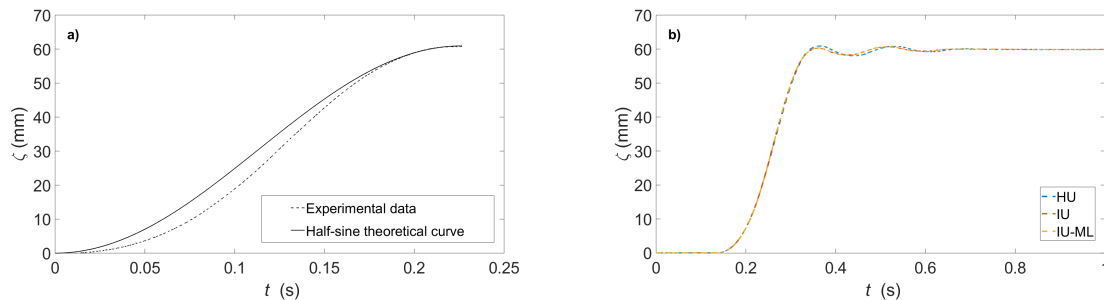 a)
70
60
50
40
30
20
10
0
ζ (mm)
Experimental data
Half-sine theoretical curve
0
0.05
0.1
0.15
0.2
0.25
t (s)
b)
70
60
50
40
30
20
10
0
ζ (mm)
HU
IU
IU-ML
0
0.2
0.4
0.6
0.8
1
t (s)